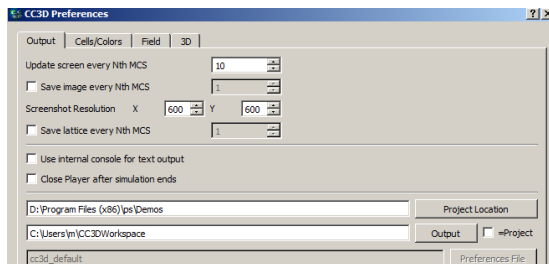 CC3D Preferences
Output Cells/Colors Field 3D
Update screen every Nth MCS 10
Save image every Nth MCS 1
Screenshot Resolution X 600 Y 600
Save lattice every Nth MCS 1
Use internal console for text output
Close Player after simulation ends
D:\Program Files (x86)\ps\Demos Project Location
C:\Users\m\CC3DWorkspace Output =Project
cc3d_default Preferences File